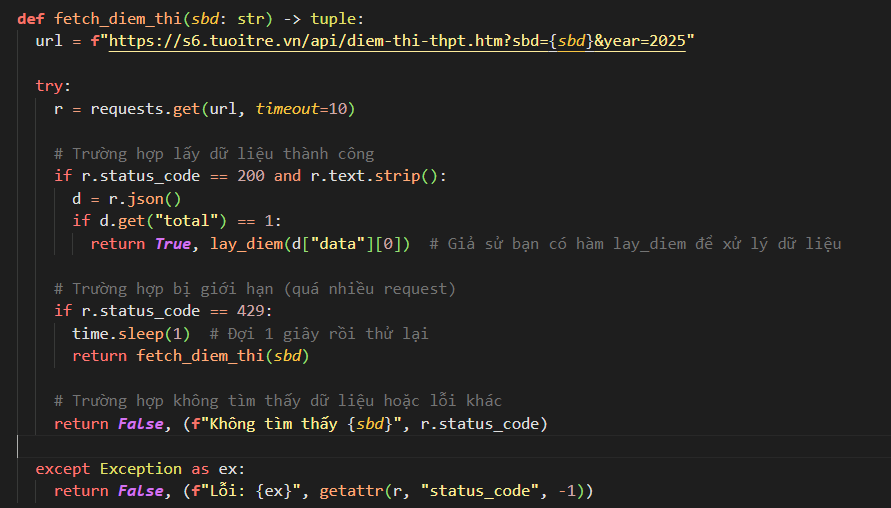 def fetch_diem_thi(sbd: str) -> tuple:
url = f"https://s6.tuoitre.vn/api/diem-thi-thpt.htm?sbd={sbd}&year=2025"
try:
r = requests.get(url, timeout=10)
# Trường hợp lấy dữ liệu thành công
if r.status_code == 200 and r.text.strip():
d = r.json()
if d.get("total") == 1:
return True, lay_diem(d["data"][0])  # Giả sử bạn có hàm lay_diem để xử lý dữ liệu
# Trường hợp bị giới hạn (quá nhiều request)
if r.status_code == 429:
time.sleep(1)  # Đợi 1 giây rồi thử lại
return fetch_diem_thi(sbd)
# Trường hợp không tìm thấy dữ liệu hoặc lỗi khác
return False, (f"Không tìm thấy {sbd}", r.status_code)
except Exception as ex:
return False, (f"Lỗi: {ex}", getattr(r, "status_code", -1))